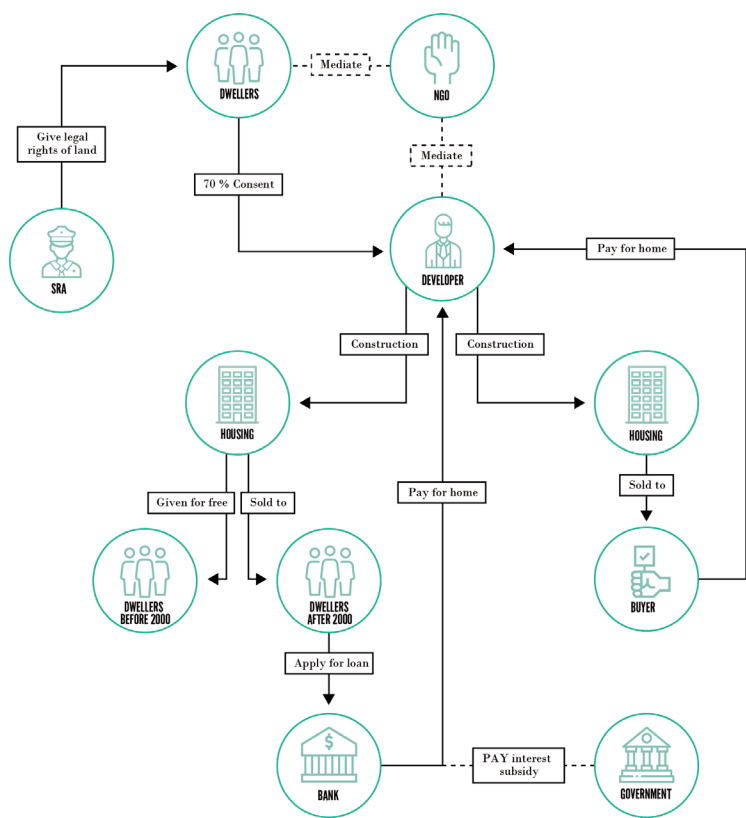 DWELLERS
Mediate
NGO
Give legal
rights of land
Mediate
70 % Consent
SRA
DEVELOPER
Pay for home
Construction
Construction
HOUSING
HOUSING
Given for free
Sold to
Pay for home
Sold to
DWELLERS
BEFORE 2000
DWELLERS
AFTER 2000
BUYER
Apply for loan
$
BANK
PAY interest
subsidy
GOVERNMENT